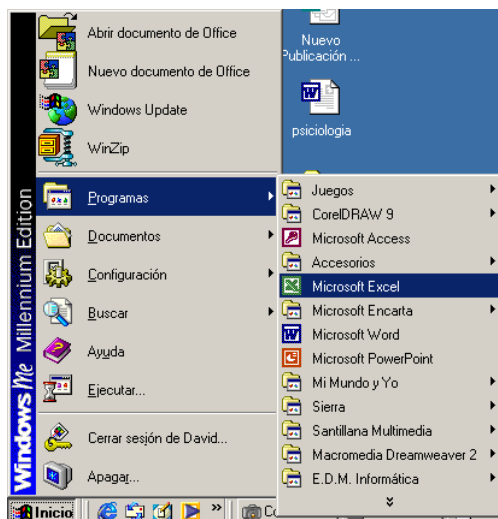 Abrir documento de Office
Nuevo documento de Office
Windows Update
WinZip
Programas
Documentos
Configuración
Buscar
Ayuda
Ejecutar...
Cerrar sesión de David...
Apagar...
Windows Me Millennium Edition
Inicio
Nuevo
Publicación ...
psiciologia
Juegos
CorelDRAW 9
Microsoft Access
Accesorios
Microsoft Excel
Microsoft Encarta
Microsoft Word
Microsoft PowerPoint
Mi Mundo y Yo
Sierra
Santillana Multimedia
Macromedia Dreamweaver 2
E.D.M. Informática